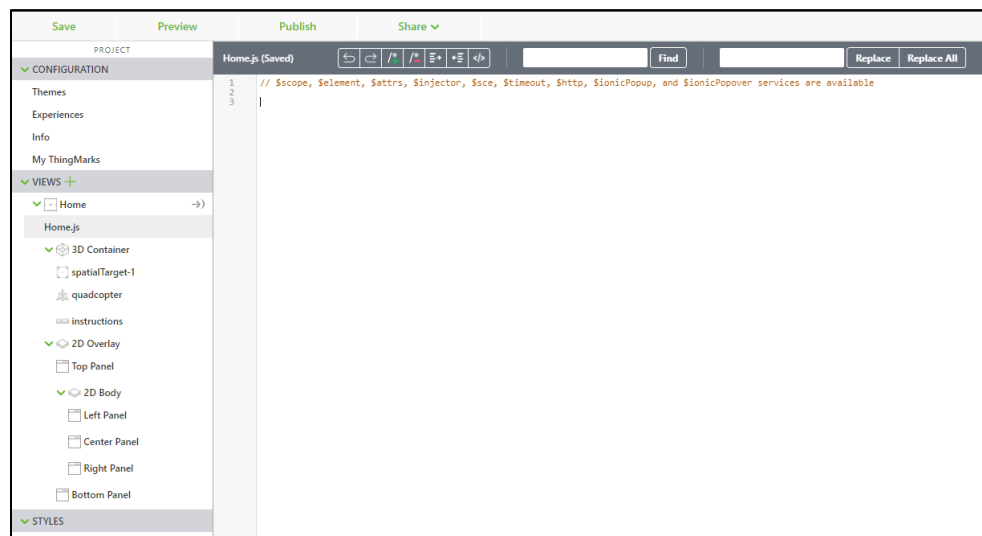 Save Preview Publish Share
PROJECT
CONFIGURATION
Themes
Experiences
Info
My ThingMarks
VIEWS
Home
Home.js
3D Container
spatialTarget-1
quadcopter
instructions
2D Overlay
Top Panel
2D Body
Left Panel
Center Panel
Right Panel
Bottom Panel
STYLES
Home.js (Saved) Find Replace Replace All
1 // $scope, $element, $attrs, $injector, $sce, $timeout, $http, $ionicPopup, and $ionicPopover services are available
2
3